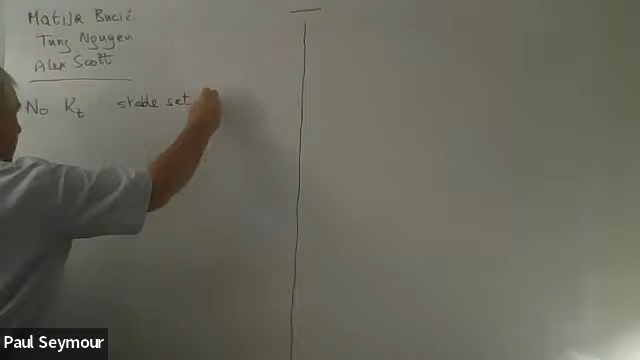 Matija Bucić
Tung Nguyen
Alex Scott
No K_t stable set
Paul Seymour